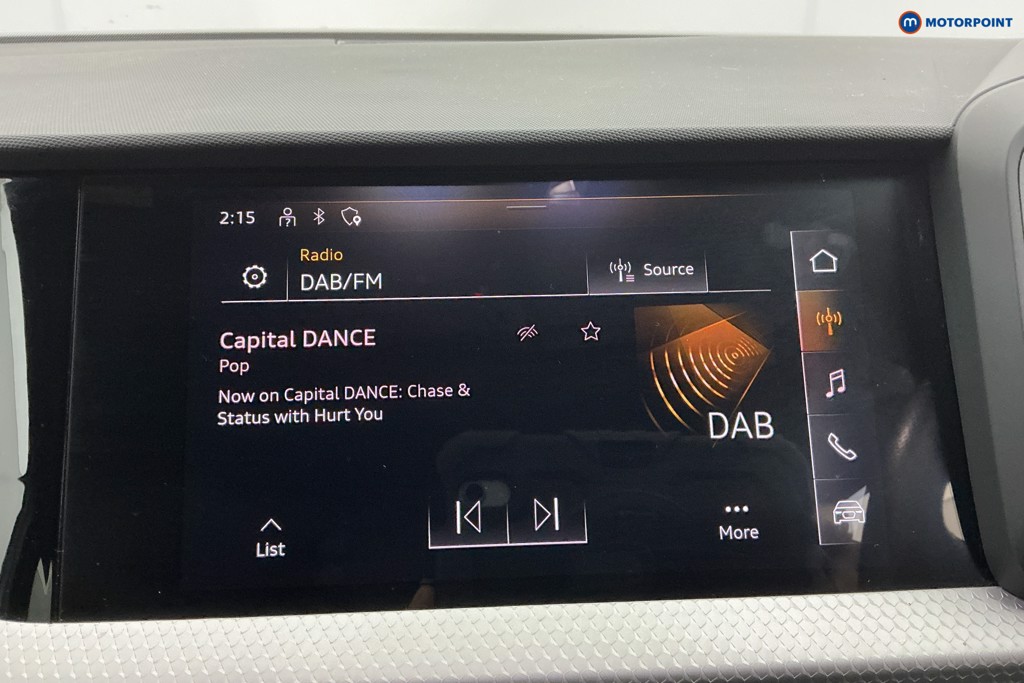 MOTORPOINT
2:15
Radio
DAB/FM
Source
Capital DANCE
Pop
Now on Capital DANCE: Chase &
Status with Hurt You
DAB
List
More